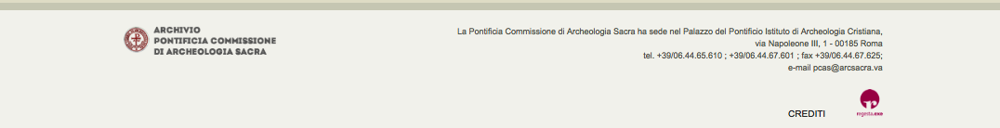 ARCHIVIO
PONTIFICIA COMMISSIONE
DI ARCHEOLOGIA SACRA
La Pontificia Commissione di Archeologia Sacra ha sede nel Palazzo del Pontificio Istituto di Archeologia Cristiana,
via Napoleone III, 1 - 00185 Roma
tel. +39/06.44.65.610 ; +39/06.44.67.601 ; fax +39/06.44.67.625;
e-mail pcas@arcsacra.va
CREDITI
regesta.exe